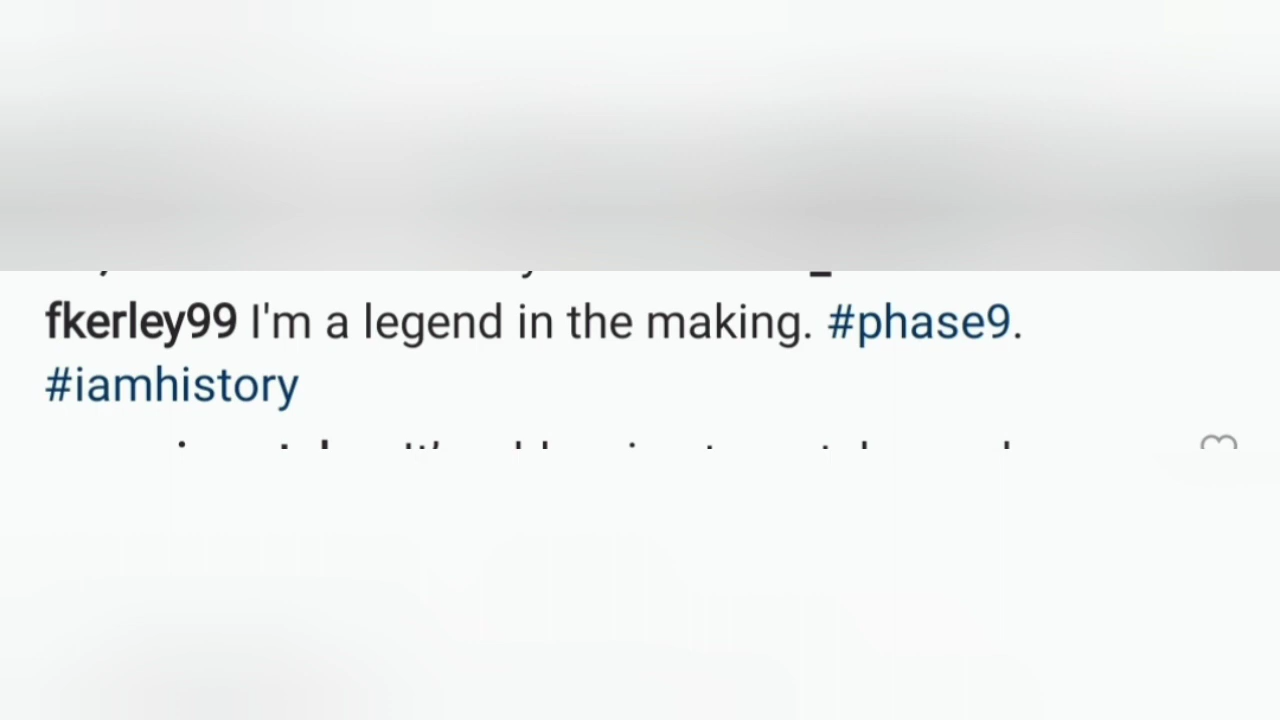 fkerley99 I'm a legend in the making. #phase9.
#iamhistory